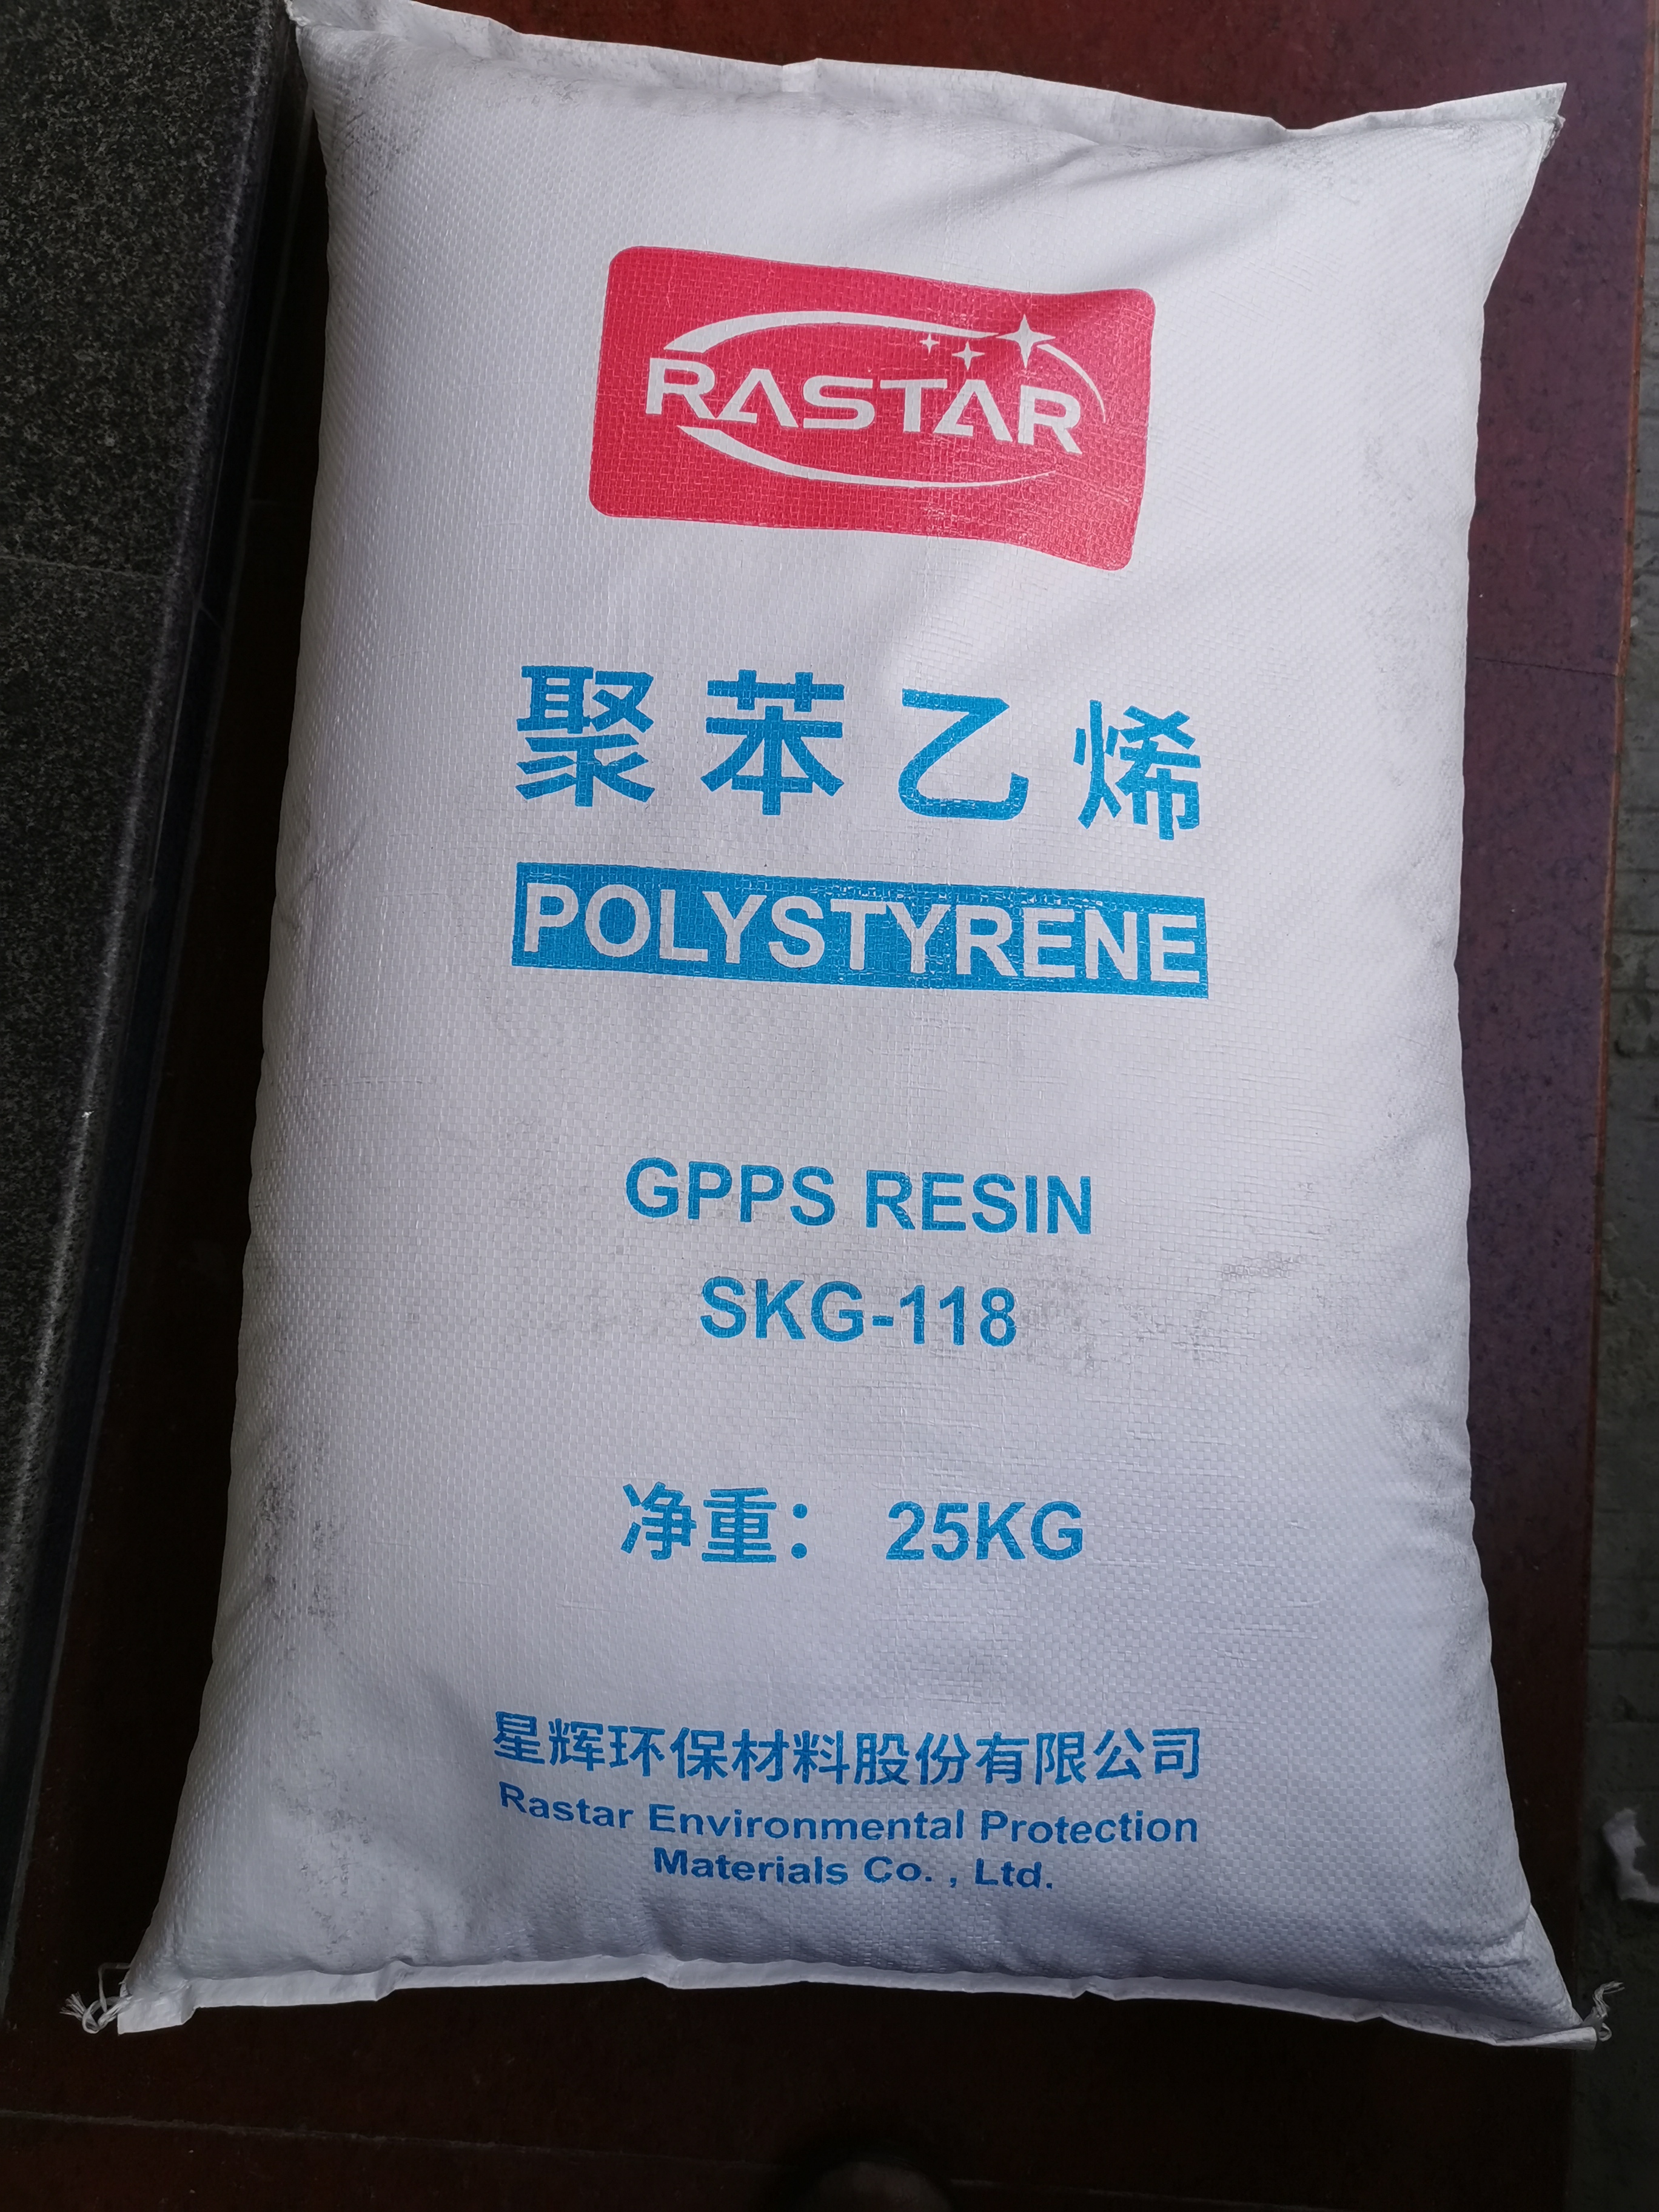 RASTAR
聚苯乙烯
POLYSTYRENE
GPPS RESIN
SKG-118
净重： 25KG
星辉环保材料股份有限公司
Rastar Environmental Protection
Materials Co. , Ltd.